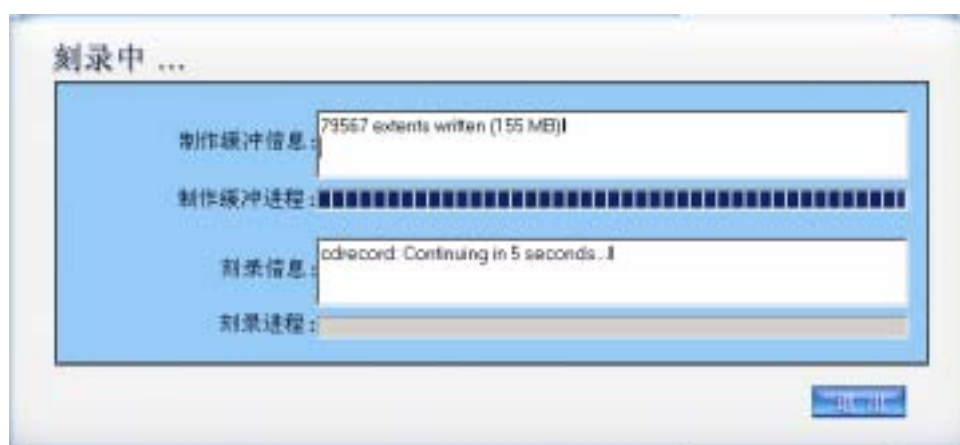 刻录中 ...
制作缓冲信息: 79567 extents written (155 MB)
制作缓冲进程:
刻录信息: cdrecord: Continuing in 5 seconds...
刻录进程: